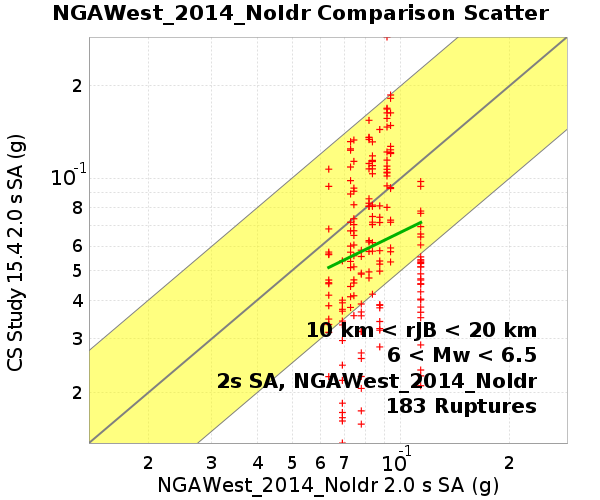 NGAWest_2014_NoIdr Comparison Scatter
CS Study 15.4 2.0 s SA (g)
2
10-1
8
6
5
4
3
2
10 km < rJB < 20 km
6 < Mw < 6.5
2s SA, NGAWest_2014_NoIdr
183 Ruptures
2 3 4 5 6 7 10-1 2
NGAWest_2014_NoIdr 2.0 s SA (g)